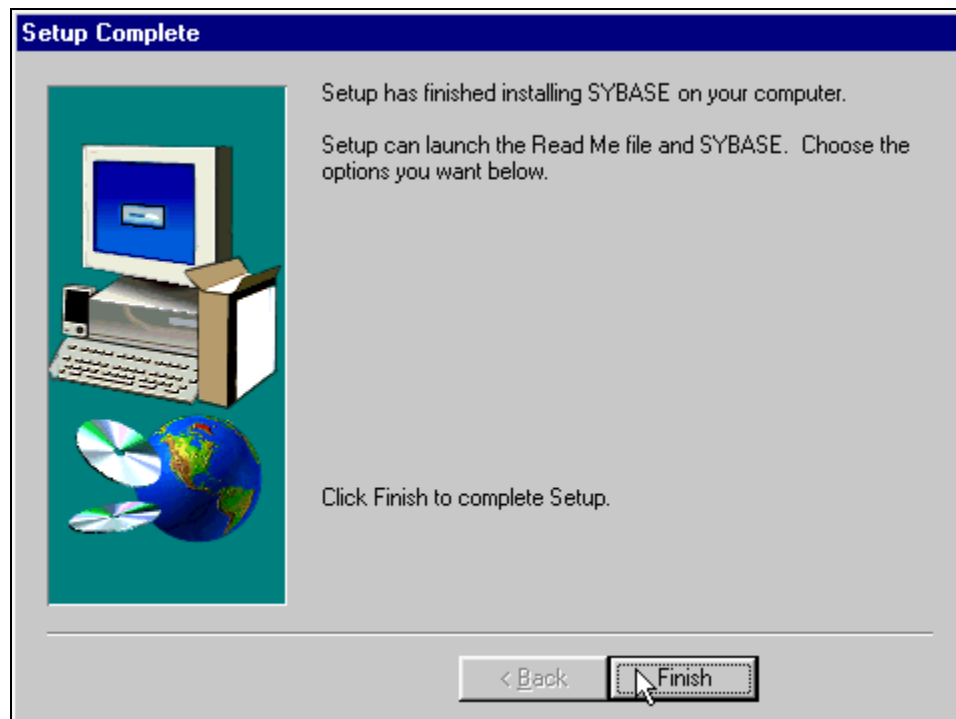 Setup Complete
Setup has finished installing SYBASE on your computer.
Setup can launch the Read Me file and SYBASE.  Choose the
options you want below.
Click Finish to complete Setup.
< Back
Finish